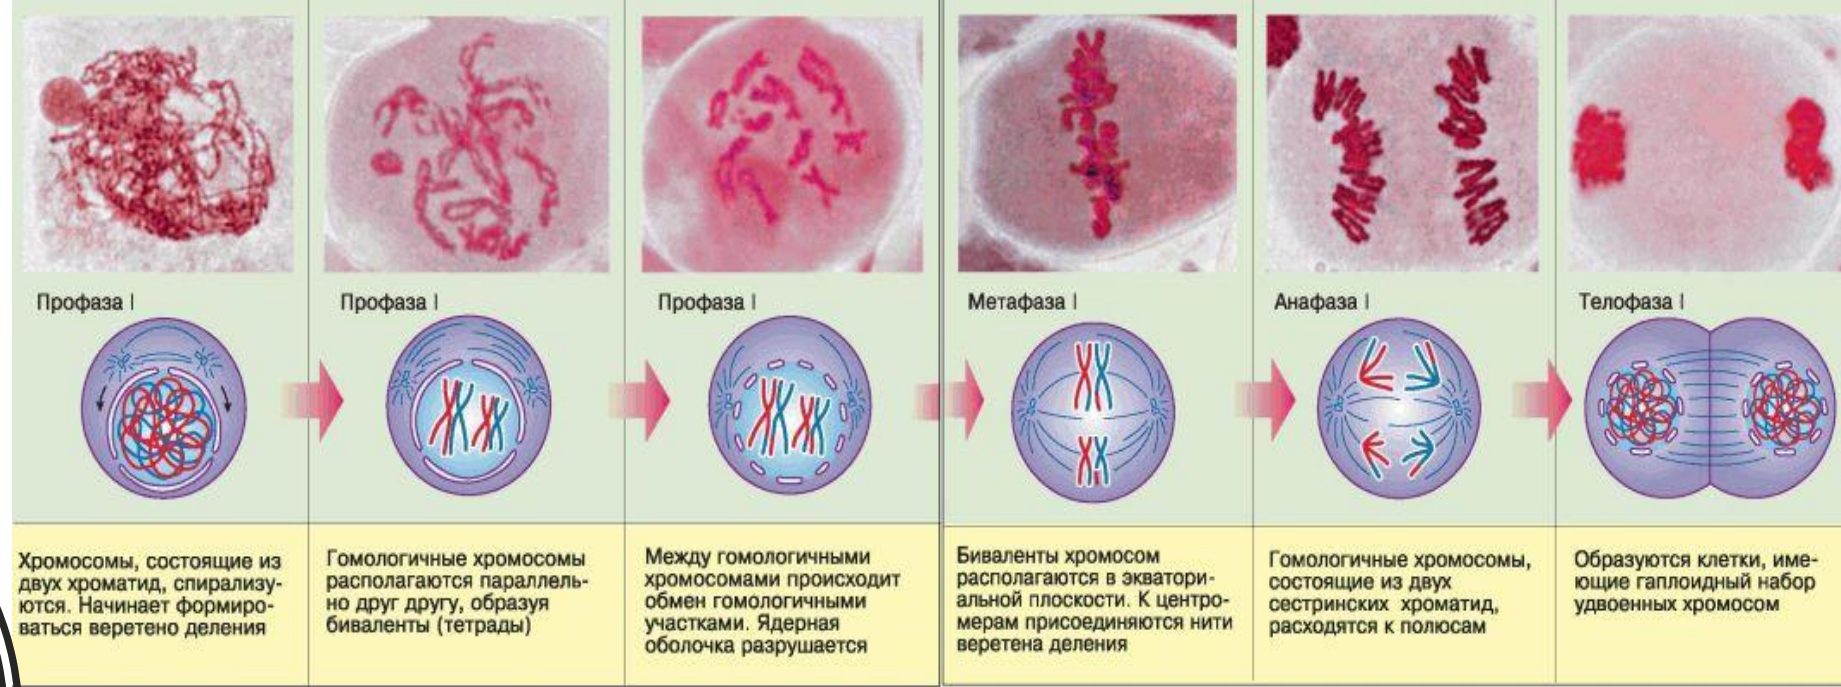 Профаза I
Профаза I
Профаза I
Метафаза I
Анафаза I
Телофаза I
Хромосомы, состоящие из
двух хроматид, спирализу-
ются. Начинает формиро-
ваться веретено деления
Гомологичные хромосомы
располагаются параллель-
но друг другу, образуя
биваленты (тетрады)
Между гомологичными
хромосомами происходит
обмен гомологичными
участками. Ядерная
оболочка разрушается
Биваленты хромосом
располагаются в эквато­ри-
альной плоскости. К центро-
мерам присоединяются нити
веретена деления
Гомологичные хромосомы,
состоящие из двух
сестринских хроматид,
расходятся к полюсам
Образуются клетки, име-
ющие гаплоидный набор
удвоенных хромосом